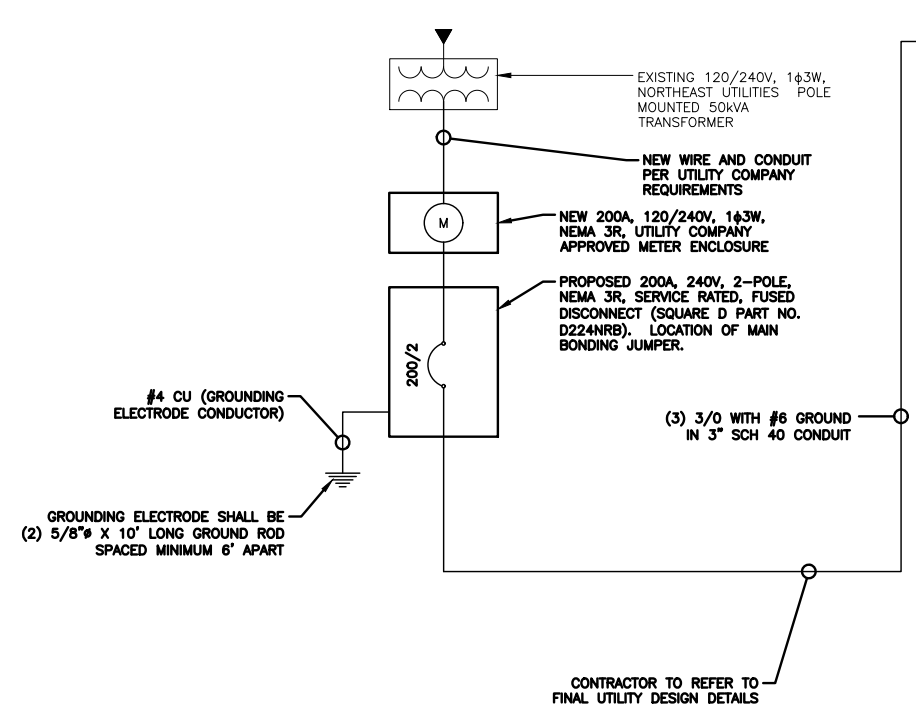 EXISTING 120/240V, 1ϕ3W,
NORTHEAST UTILITIES POLE
MOUNTED 50kVA
TRANSFORMER
NEW WIRE AND CONDUIT
PER UTILITY COMPANY
REQUIREMENTS
M
NEW 200A, 120/240V, 1ϕ3W,
NEMA 3R, UTILITY COMPANY
APPROVED METER ENCLOSURE
PROPOSED 200A, 240V, 2-POLE,
NEMA 3R, SERVICE RATED, FUSED
DISCONNECT (SQUARE D PART NO.
D224NRB). LOCATION OF MAIN
BONDING JUMPER.
200/2
#4 CU (GROUNDING
ELECTRODE CONDUCTOR)
(3) 3/0 WITH #6 GROUND
IN 3" SCH 40 CONDUIT
GROUNDING ELECTRODE SHALL BE
(2) 5/8"ø X 10' LONG GROUND ROD
SPACED MINIMUM 6' APART
CONTRACTOR TO REFER TO
FINAL UTILITY DESIGN DETAILS